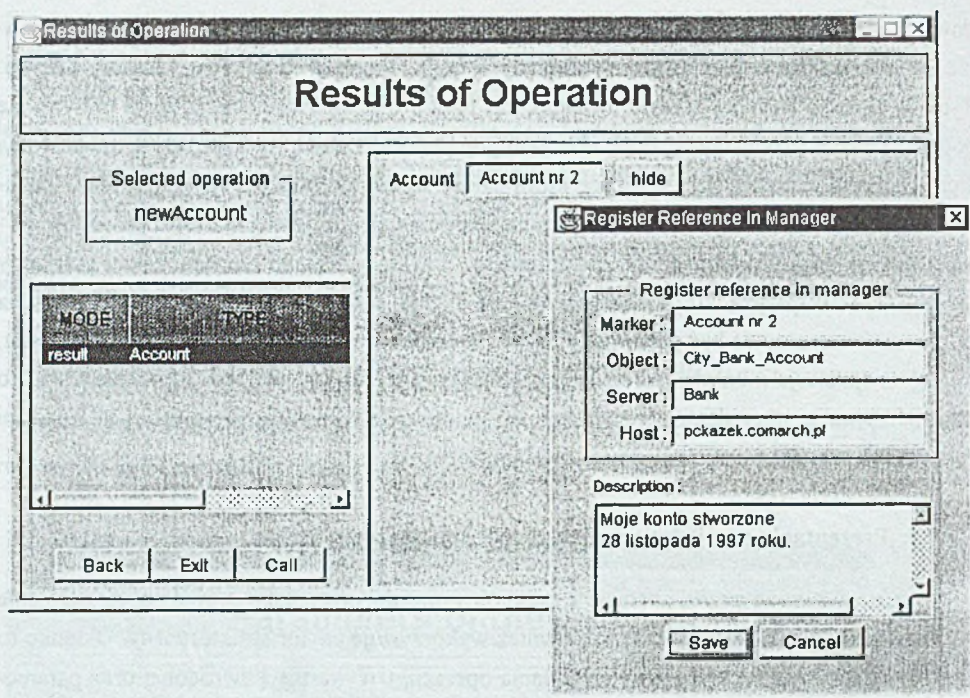 Results of Operation
Results of Operation
Selected operation
newAccount
MODE TYPE
result Account
Back Exit Call
Account Account nr 2 hide
Register Reference In Manager
Register reference in manager
Marker : Account nr 2
Object : City_Bank_Account
Server : Bank
Host : pckazek.comarch.pl
Description :
Moje konto stworzone
28 listopada 1997 roku.
Save Cancel